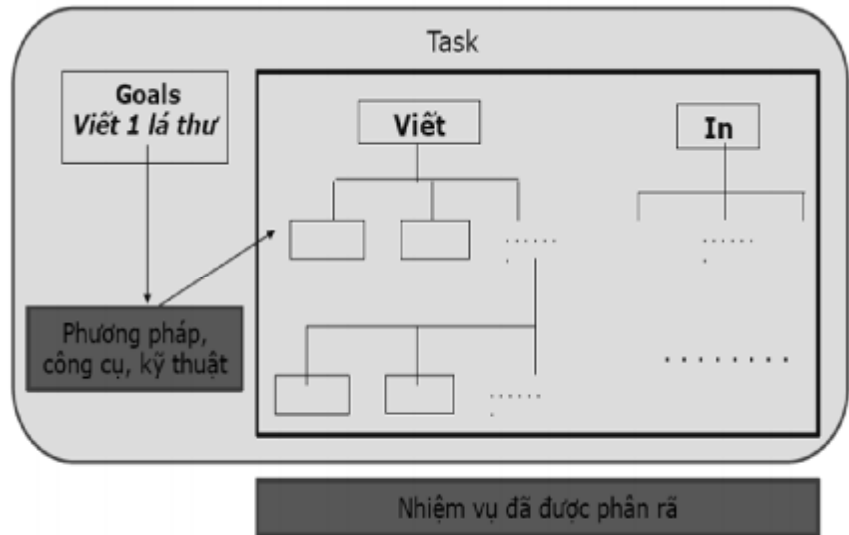 Task
Goals
Viết 1 lá thư
Viết
In
Phương pháp,
công cụ, kỹ thuật
Nhiệm vụ đã được phân rã